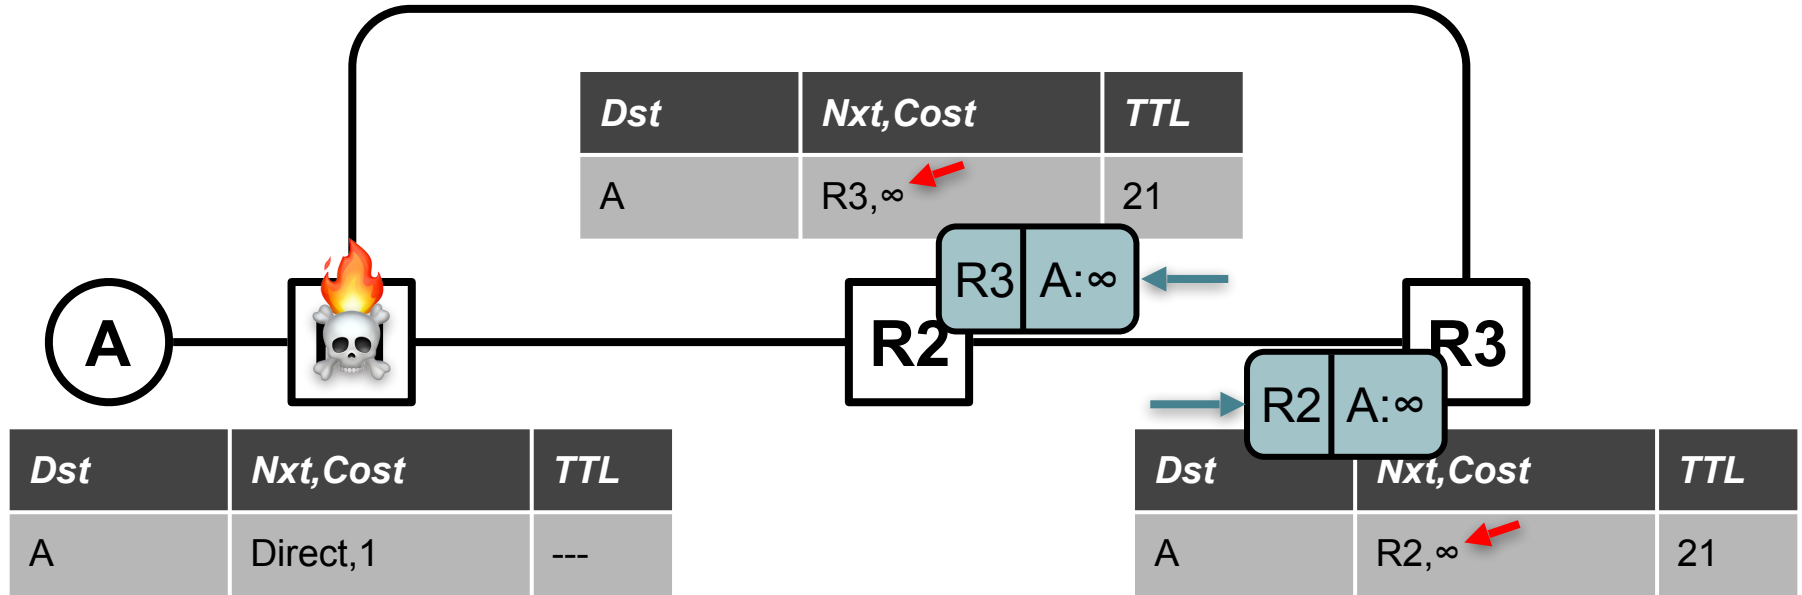 Dst Nxt,Cost TTL
A R3,∞ 21
R3 A:∞
A R2 R3
R2 A:∞
Dst Nxt,Cost TTL
A Direct,1 ---
Dst Nxt,Cost TTL
A R2,∞ 21